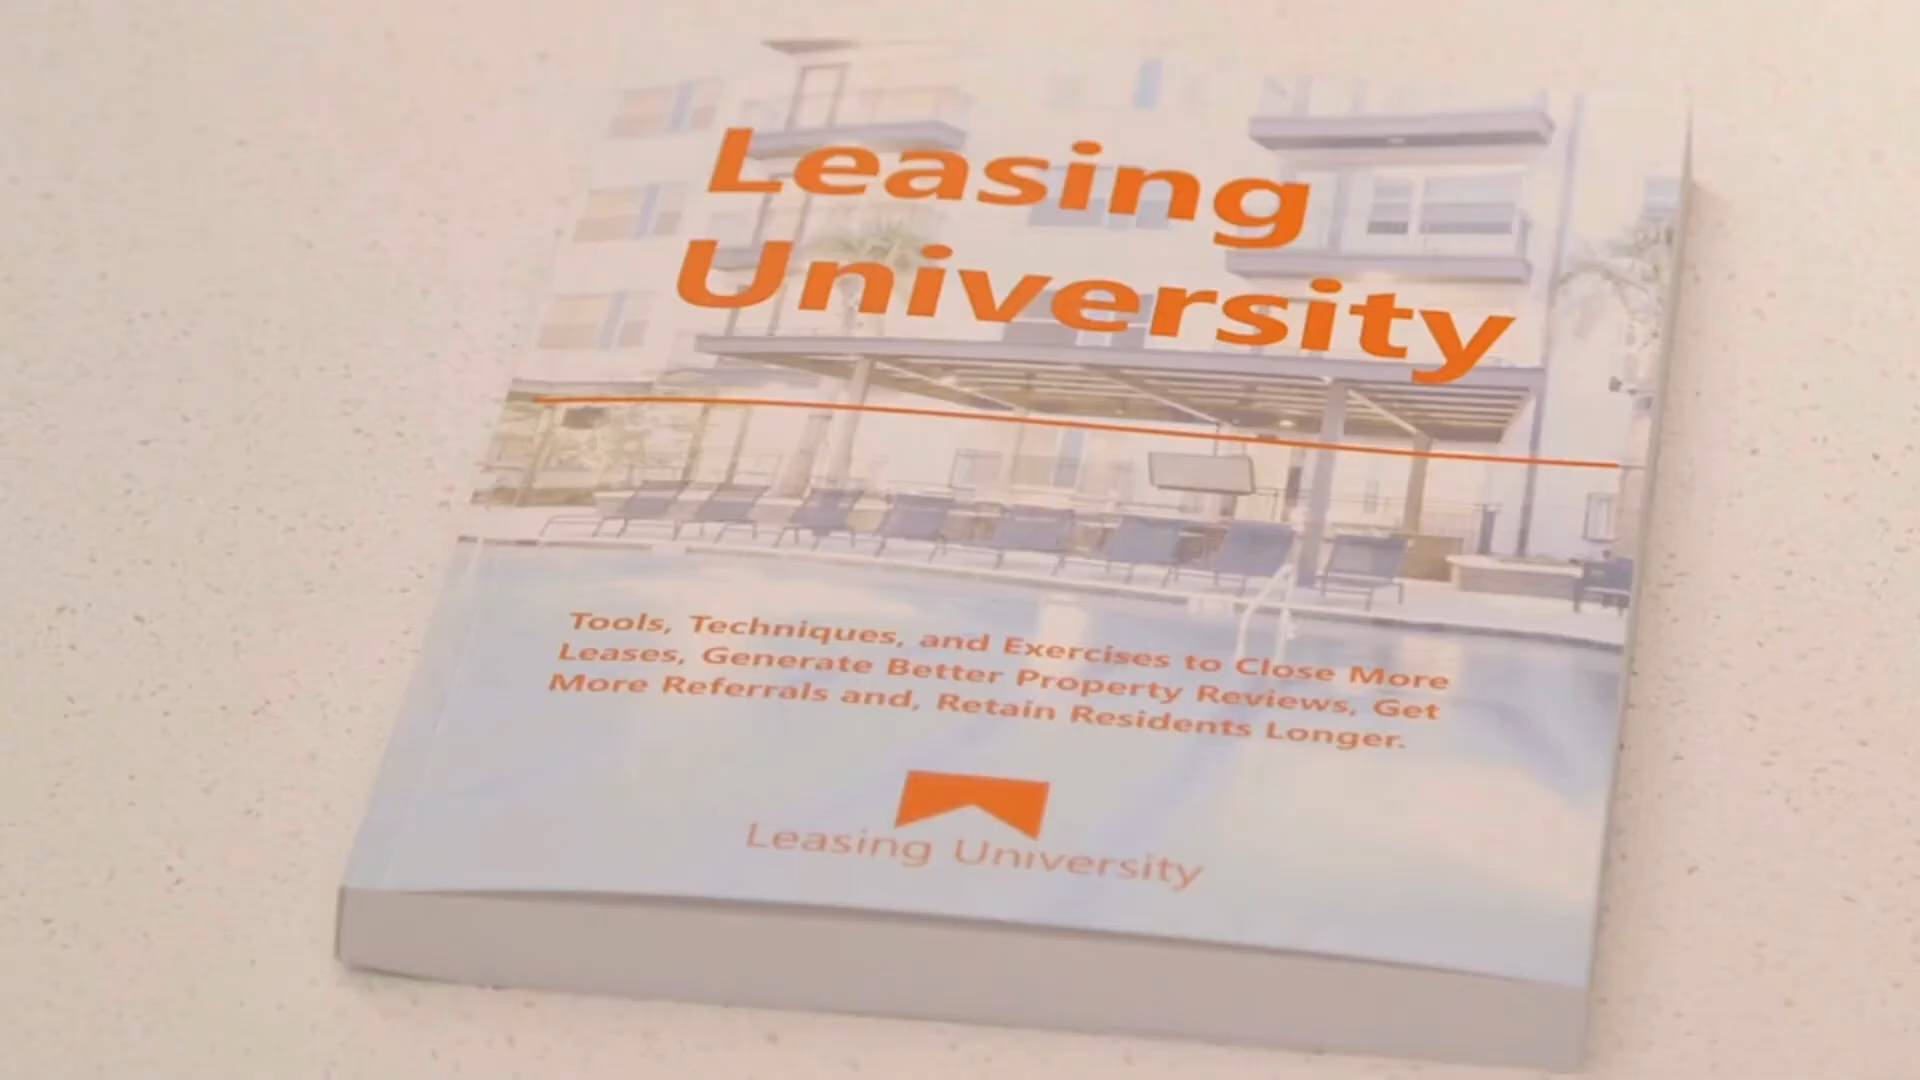 Leasing
University
Tools, Techniques, and Exercises to Close More
Leases, Generate Better Property Reviews, Get
More Referrals and, Retain Residents Longer.
Leasing University